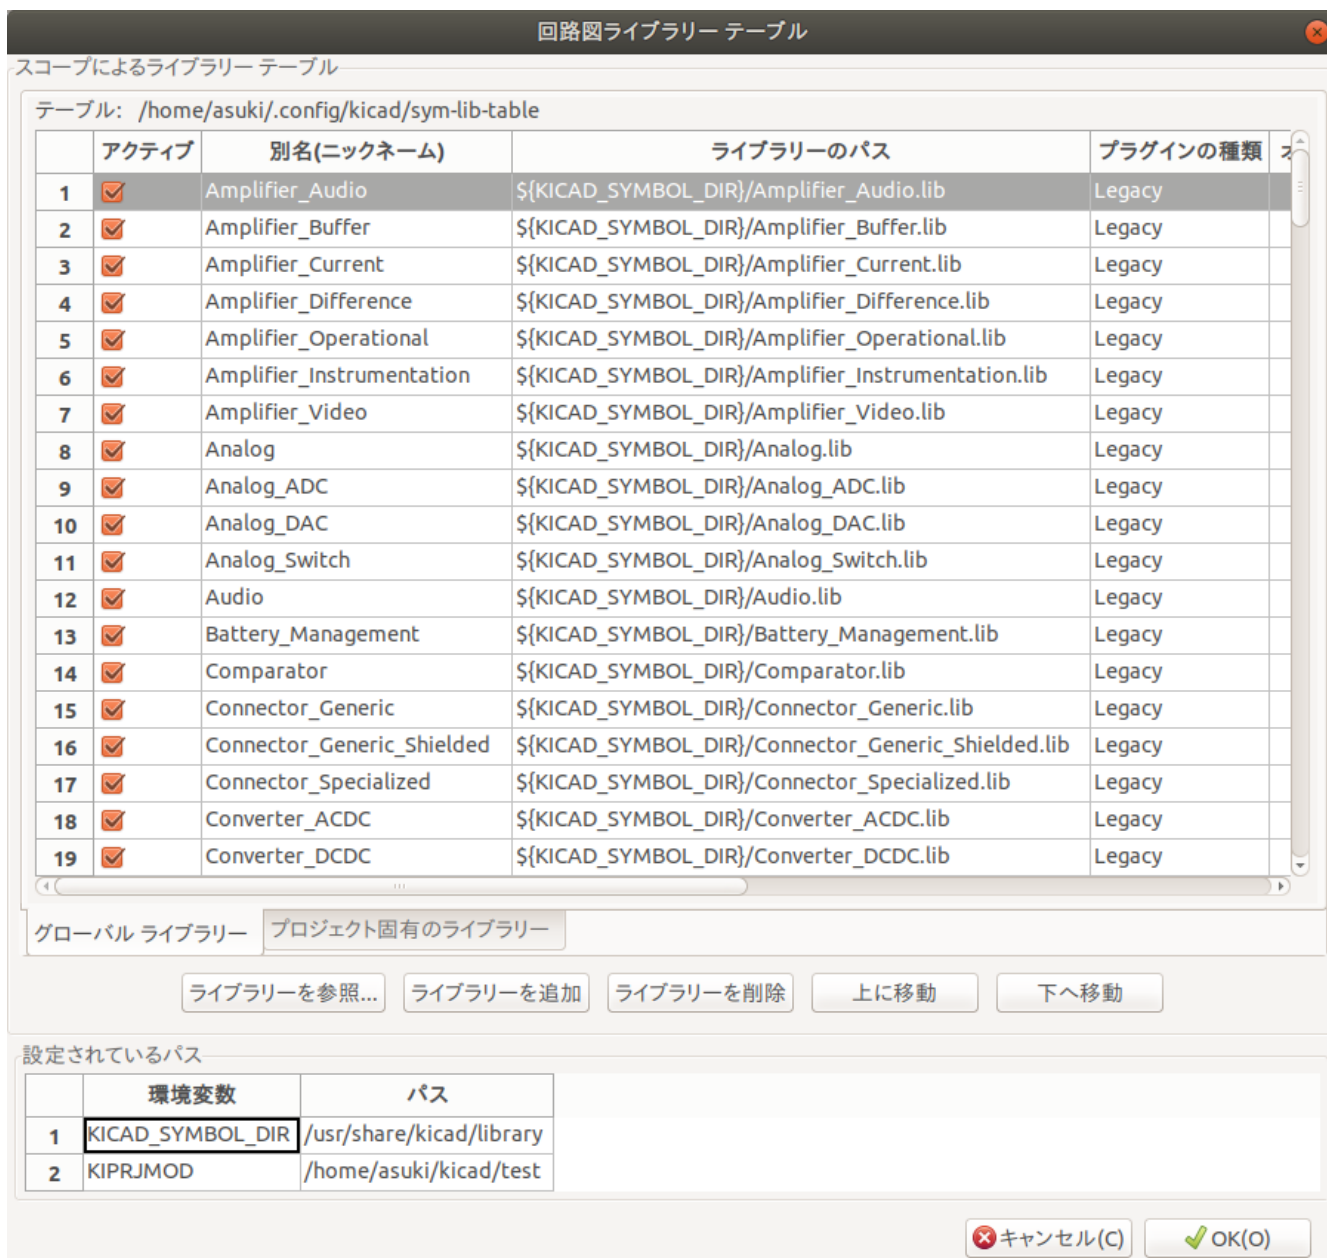 回路図ライブラリー テーブル
スコープによるライブラリー テーブル
テーブル: /home/asuki/.config/kicad/sym-lib-table
アクティブ 別名(ニックネーム) ライブラリーのパス プラグインの種類
1 Amplifier_Audio ${KICAD_SYMBOL_DIR}/Amplifier_Audio.lib Legacy
2 Amplifier_Buffer ${KICAD_SYMBOL_DIR}/Amplifier_Buffer.lib Legacy
3 Amplifier_Current ${KICAD_SYMBOL_DIR}/Amplifier_Current.lib Legacy
4 Amplifier_Difference ${KICAD_SYMBOL_DIR}/Amplifier_Difference.lib Legacy
5 Amplifier_Operational ${KICAD_SYMBOL_DIR}/Amplifier_Operational.lib Legacy
6 Amplifier_Instrumentation ${KICAD_SYMBOL_DIR}/Amplifier_Instrumentation.lib Legacy
7 Amplifier_Video ${KICAD_SYMBOL_DIR}/Amplifier_Video.lib Legacy
8 Analog ${KICAD_SYMBOL_DIR}/Analog.lib Legacy
9 Analog_ADC ${KICAD_SYMBOL_DIR}/Analog_ADC.lib Legacy
10 Analog_DAC ${KICAD_SYMBOL_DIR}/Analog_DAC.lib Legacy
11 Analog_Switch ${KICAD_SYMBOL_DIR}/Analog_Switch.lib Legacy
12 Audio ${KICAD_SYMBOL_DIR}/Audio.lib Legacy
13 Battery_Management ${KICAD_SYMBOL_DIR}/Battery_Management.lib Legacy
14 Comparator ${KICAD_SYMBOL_DIR}/Comparator.lib Legacy
15 Connector_Generic ${KICAD_SYMBOL_DIR}/Connector_Generic.lib Legacy
16 Connector_Generic_Shielded ${KICAD_SYMBOL_DIR}/Connector_Generic_Shielded.lib Legacy
17 Connector_Specialized ${KICAD_SYMBOL_DIR}/Connector_Specialized.lib Legacy
18 Converter_ACDC ${KICAD_SYMBOL_DIR}/Converter_ACDC.lib Legacy
19 Converter_DCDC ${KICAD_SYMBOL_DIR}/Converter_DCDC.lib Legacy
グローバル ライブラリー プロジェクト固有のライブラリー
ライブラリーを参照... ライブラリーを追加 ライブラリーを削除 上に移動 下へ移動
設定されているパス
環境変数 パス
1 KICAD_SYMBOL_DIR /usr/share/kicad/library
2 KIPRJMOD /home/asuki/kicad/test
キャンセル(C) OK(O)